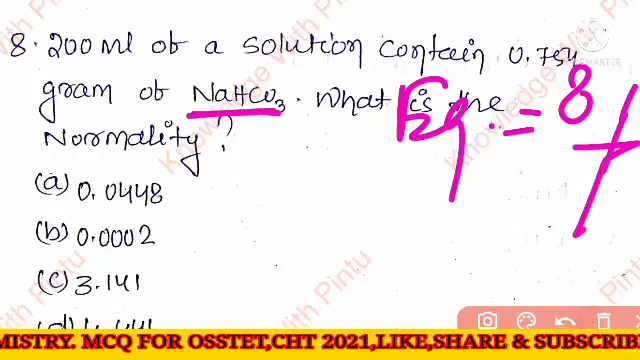 8. 200 ml of a solution contain 0.754
gram of NaHCO3. What is the
Normality?
Eq. = 8
(a) 0.0448
(b) 0.0002
(c) 3.141
MISTRY. MCQ FOR OSSTET,CHT 2021,LIKE,SHARE & SUBSCRIB